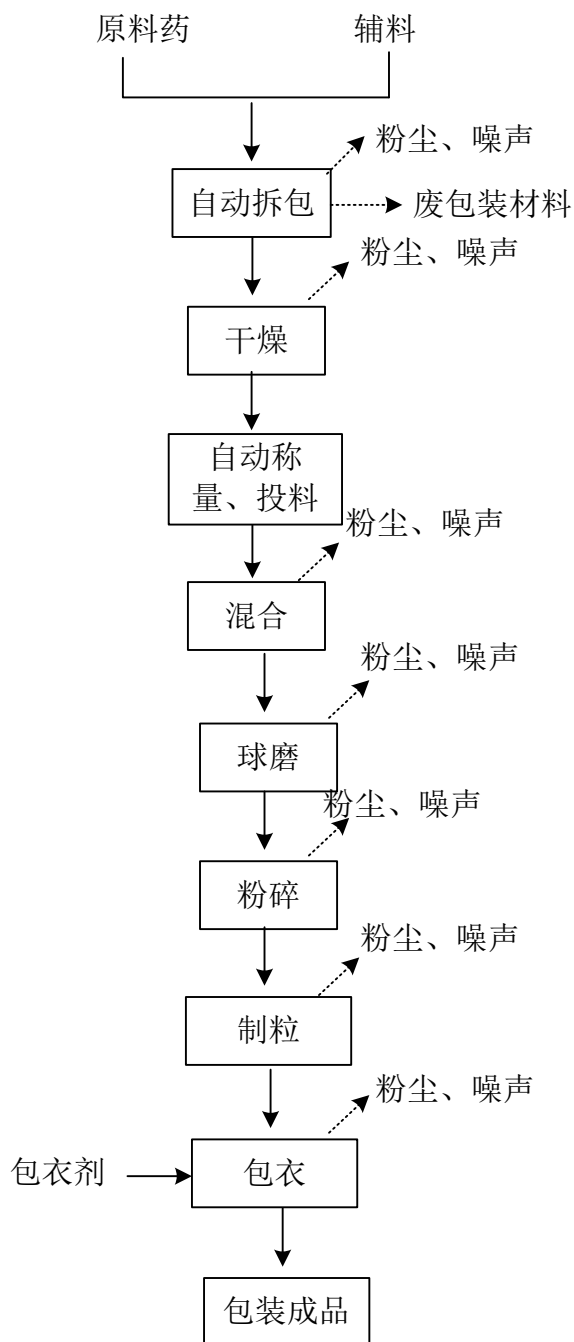 原料药
辅料
粉尘、噪声
自动拆包
废包装材料
粉尘、噪声
干燥
自动称
量、投料
粉尘、噪声
混合
粉尘、噪声
球磨
粉尘、噪声
粉碎
粉尘、噪声
制粒
粉尘、噪声
包衣剂
包衣
包装成品